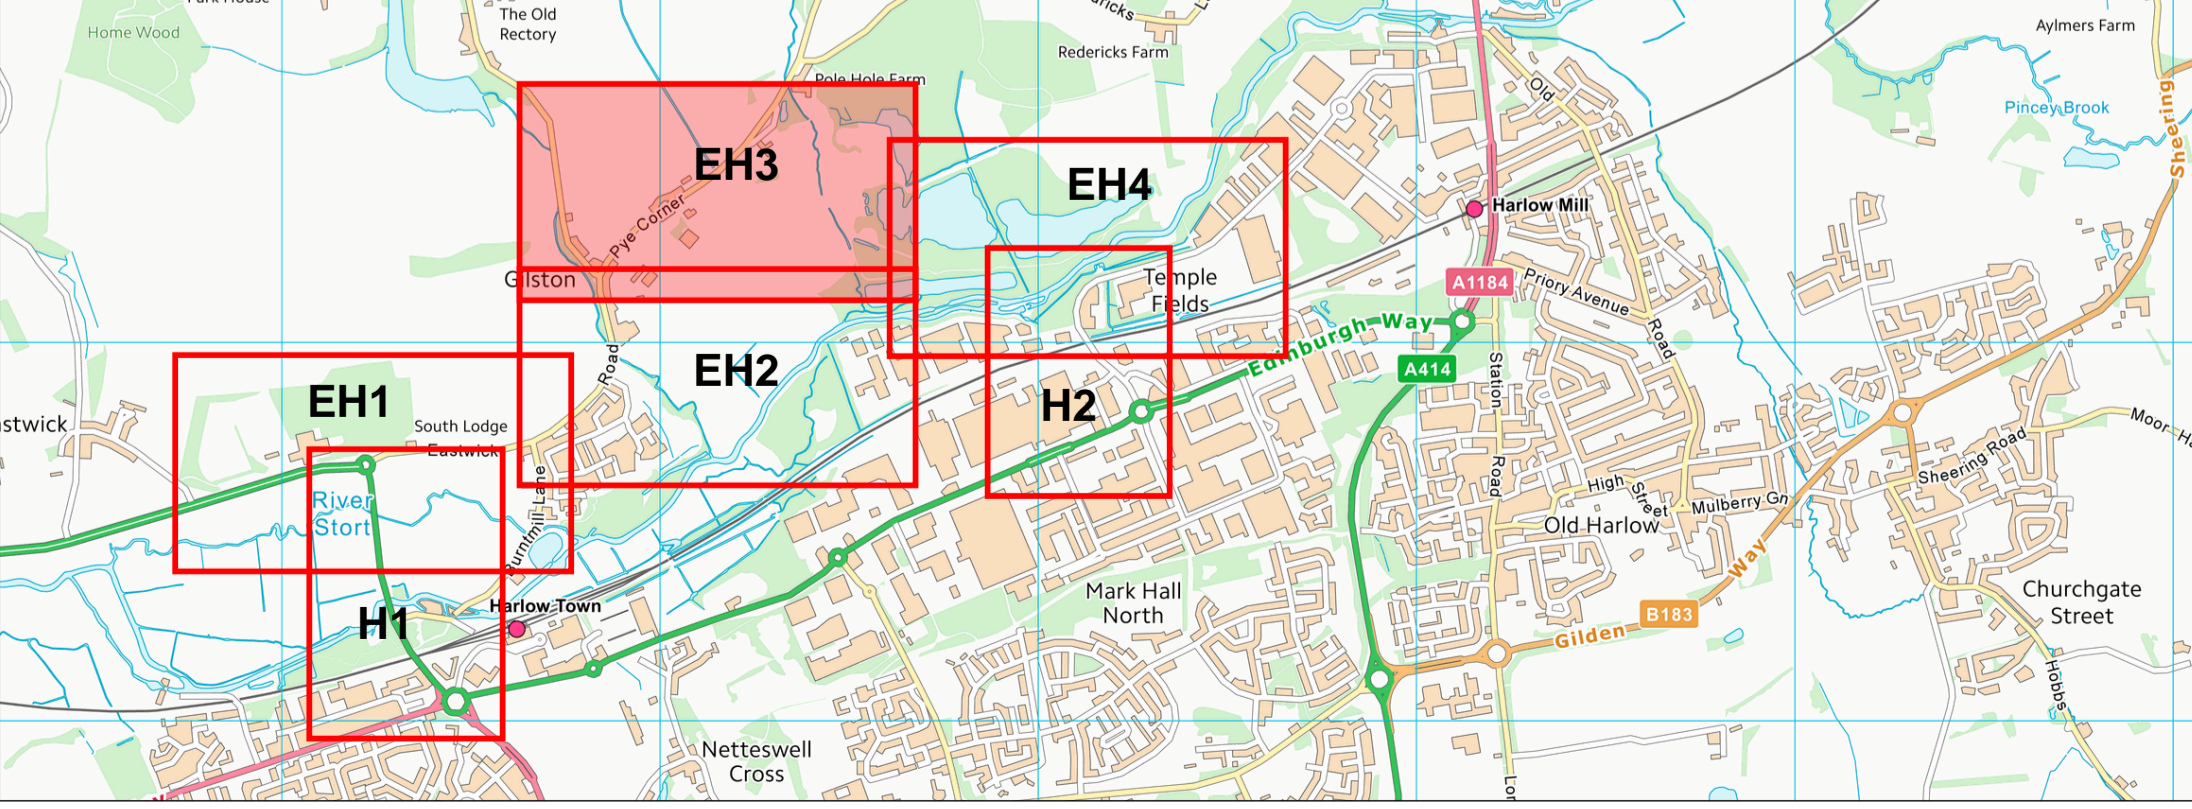 Home Wood
The Old
Rectory
Pole Hole Farm
Redericks Farm
Aylmers Farm
Pincey Brook
Sheering
Old
EH3
EH4
Pye Corner
Gilston
Harlow Mill
A1184
Priory Avenue
Temple
Fields
Edinburgh Way
A414
Station
Road
Road
Road
EH2
EH1
H2
South Lodge
Eastwick
stwick
River
Stort
Burntmill Lane
Moor
Sheering Road
High Street
Mulberry Gn
Old Harlow
Way
Mark Hall
North
Churchgate
Street
B183
Gilden
Harlow Town
H1
Hobbs
Netteswell
Cross